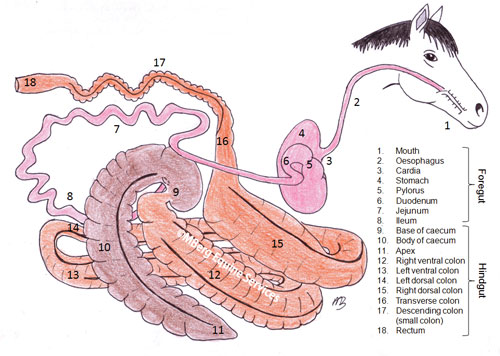 18
17
16
7
2
4
6
5
3
1
8
9
14
10
13
12
15
11
©MBerg Equine Services
MB
1. Mouth
2. Oesophagus
3. Cardia
4. Stomach
5. Pylorus
6. Duodenum
7. Jejunum
8. Ileum
9. Base of caecum
10. Body of caecum
11. Apex
12. Right ventral colon
13. Left ventral colon
14. Left dorsal colon
15. Right dorsal colon
16. Transverse colon
17. Descending colon
(small colon)
18. Rectum
Foregut
Hindgut